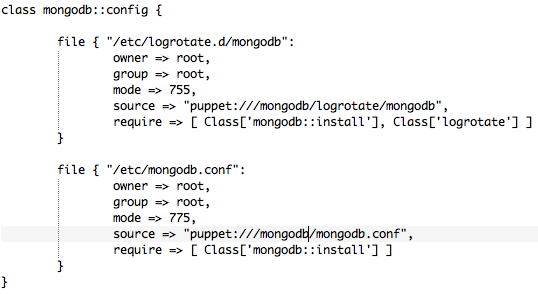 class mongodb::config {
file { "/etc/logrotate.d/mongodb":
owner => root,
group => root,
mode => 755,
source => "puppet:///mongodb/logrotate/mongodb",
require => [ Class['mongodb::install'], Class['logrotate'] ]
}
file { "/etc/mongodb.conf":
owner => root,
group => root,
mode => 775,
source => "puppet:///mongodb/mongodb.conf",
require => [ Class['mongodb::install'] ]
}
}